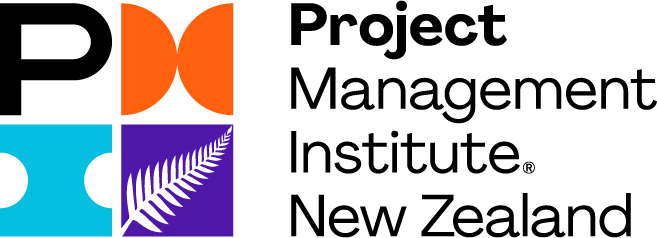 P
Project
Management
Institute®
New Zealand